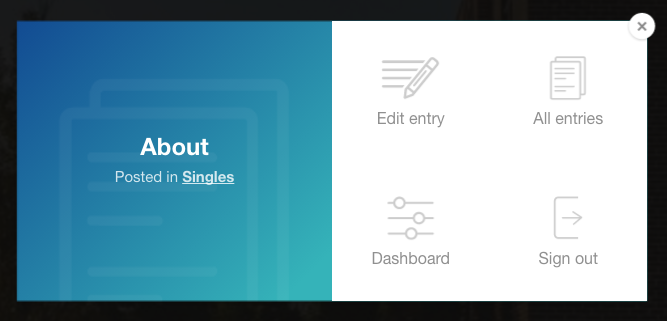 About
Posted in Singles
Edit entry
All entries
Dashboard
Sign out